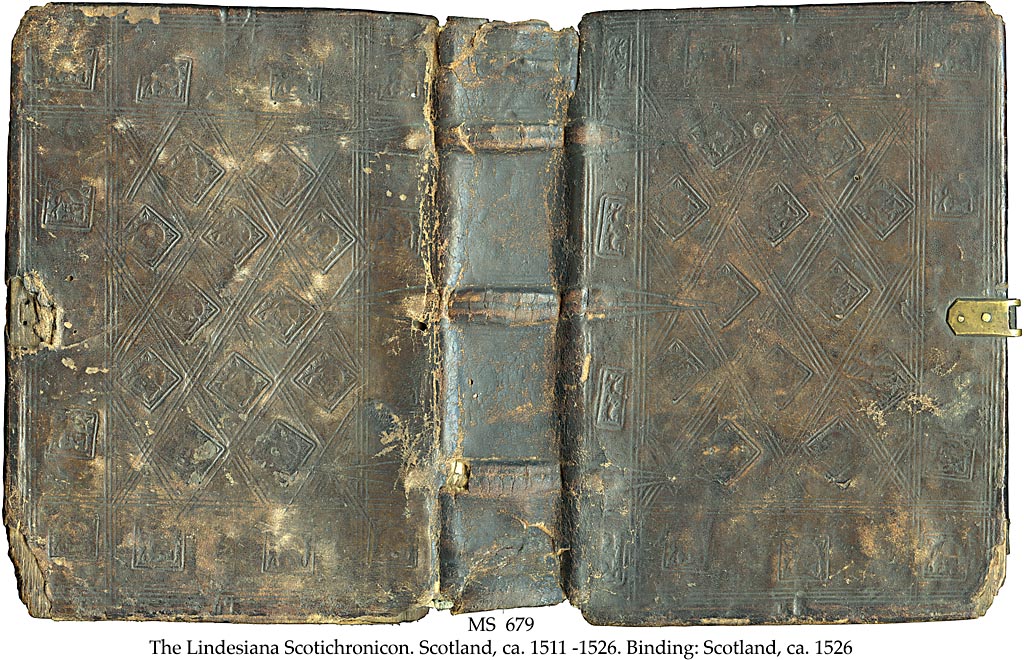 MS 679
The Lindesiana Scotichronicon. Scotland, ca. 1511 -1526. Binding: Scotland, ca. 1526